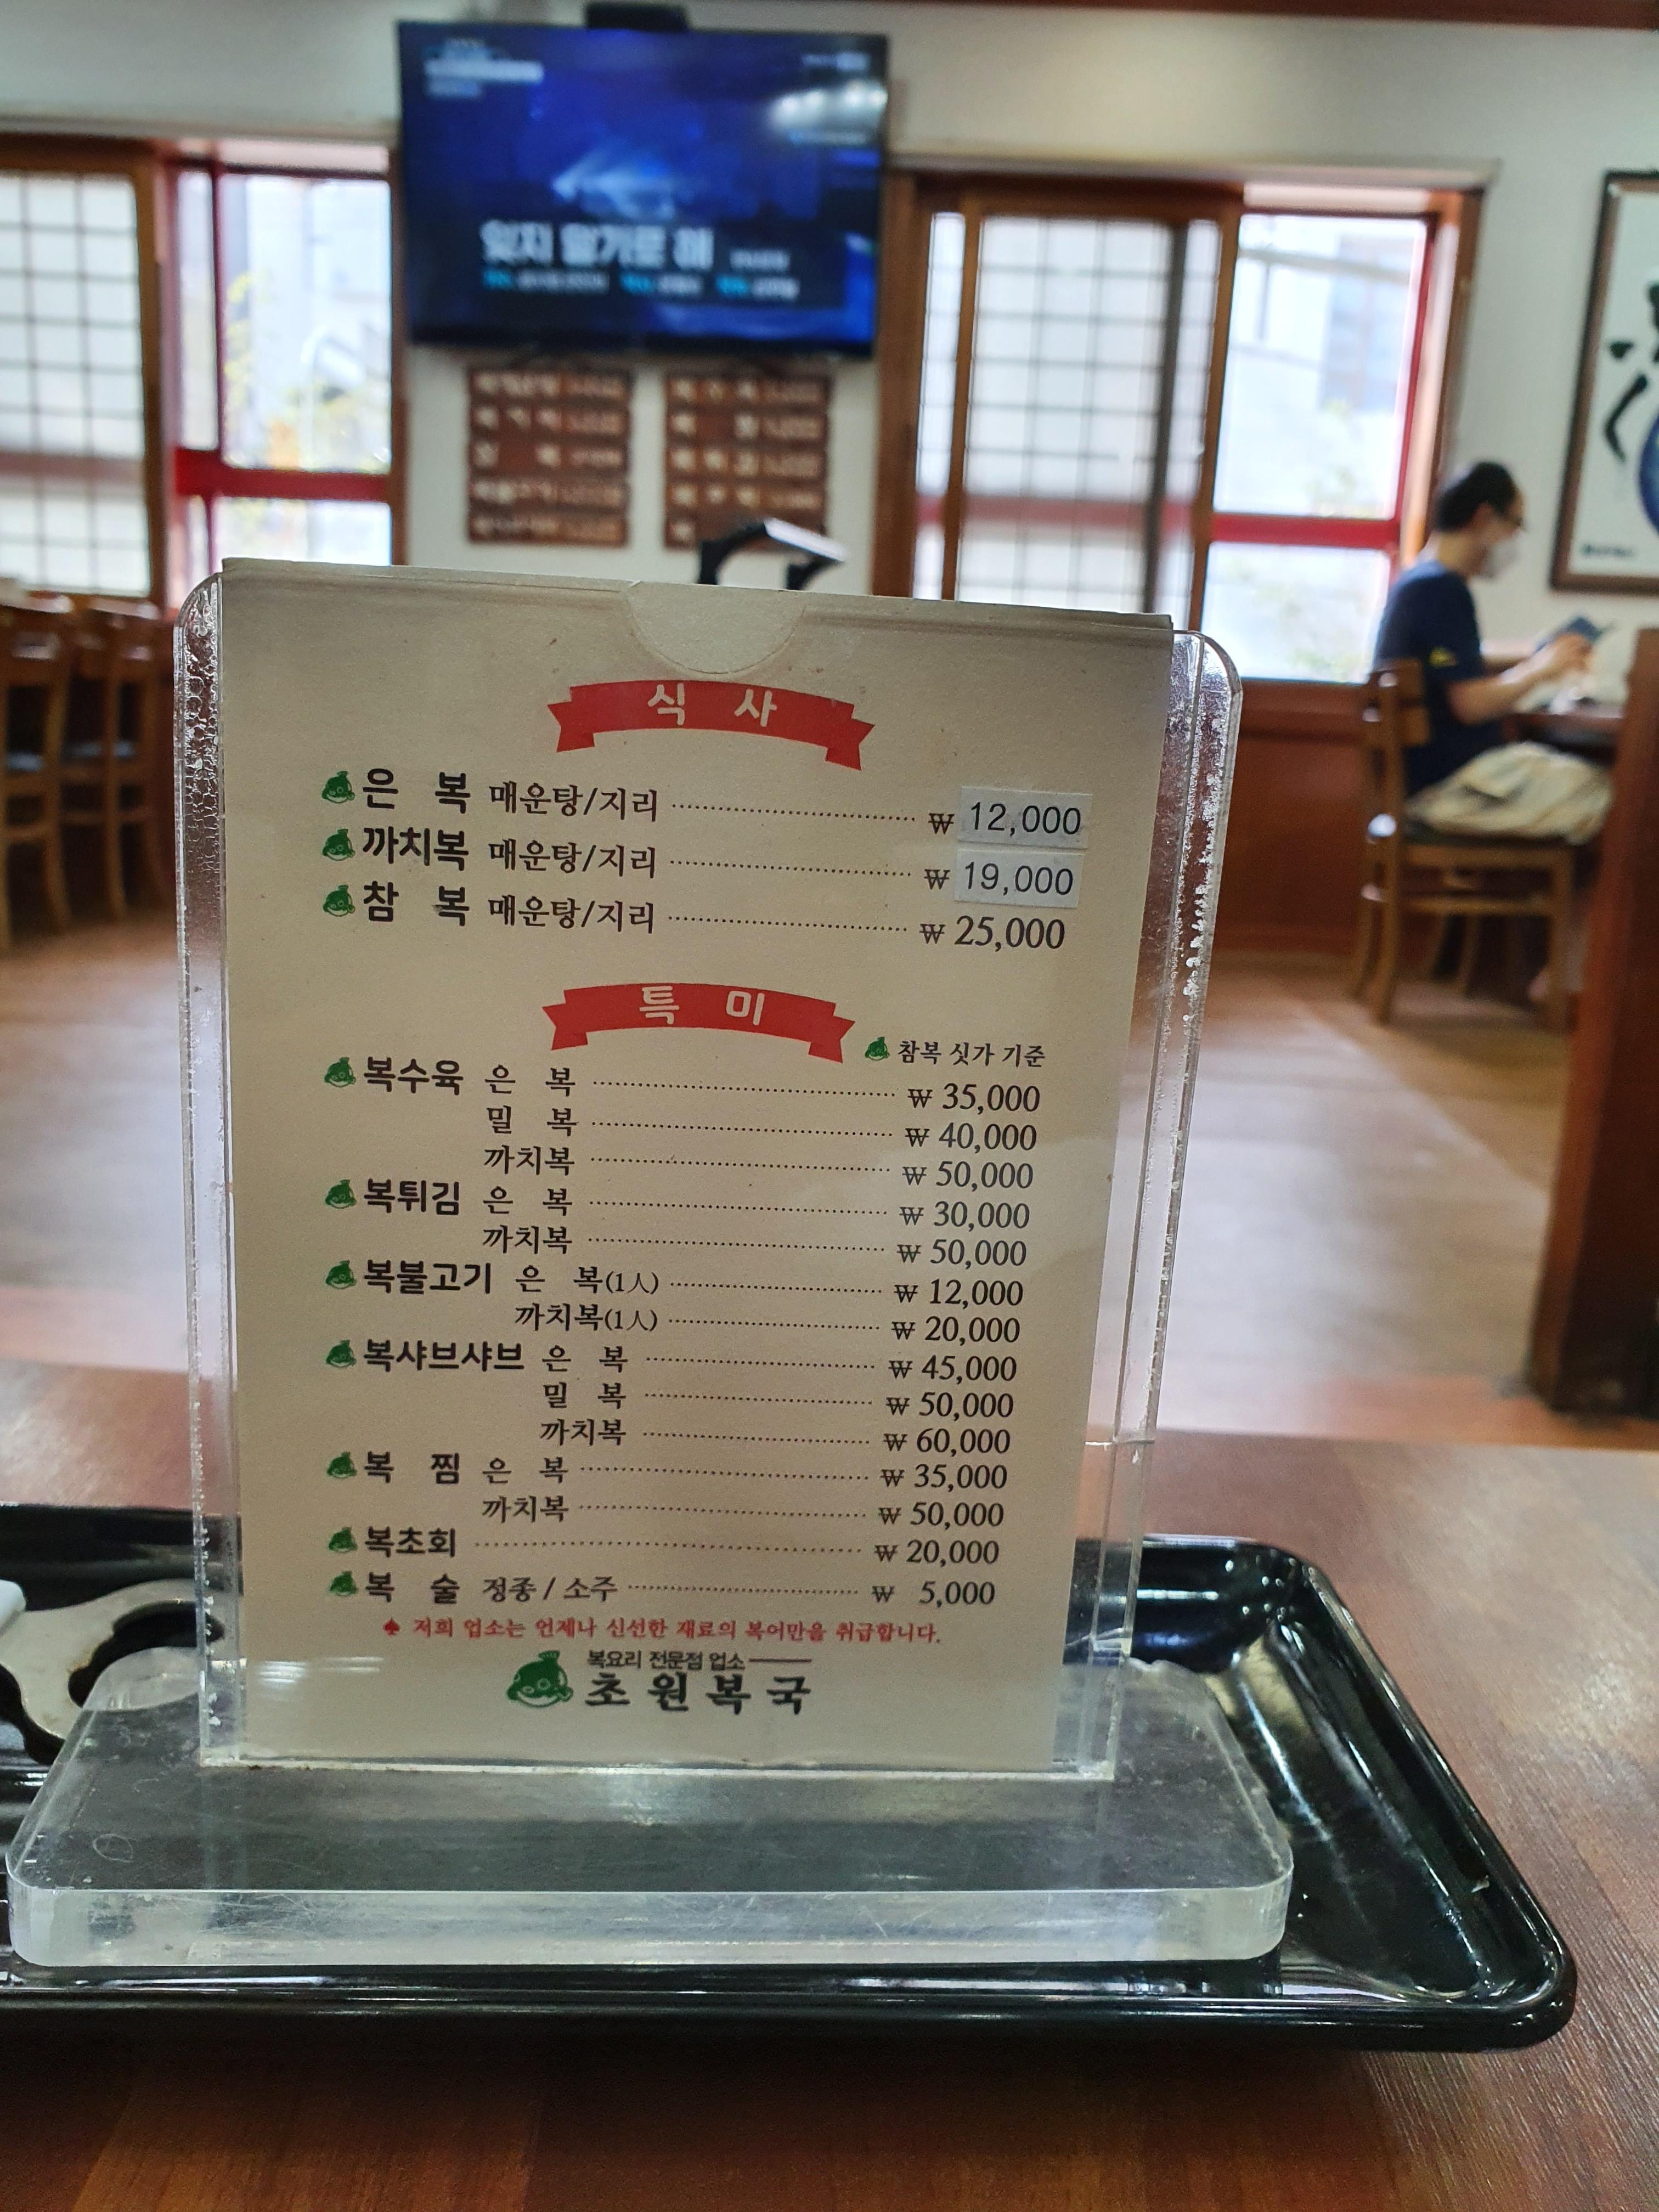 잊지 말기로 해
식 사
은 복 매운탕/지리 ₩ 12,000
까치복 매운탕/지리 ₩ 19,000
참 복 매운탕/지리 ₩ 25,000
특 미
참복 싯가 기준
복수육 은 복 ₩ 35,000
밀 복 ₩ 40,000
까치복 ₩ 50,000
복튀김 은 복 ₩ 30,000
까치복 ₩ 50,000
복불고기 은 복(1人) ₩ 12,000
까치복(1人) ₩ 20,000
복샤브샤브 은 복 ₩ 45,000
밀 복 ₩ 50,000
까치복 ₩ 60,000
복 찜 은 복 ₩ 35,000
까치복 ₩ 50,000
복초회 ₩ 20,000
복 술 정종 / 소주 ₩ 5,000
♠ 저희 업소는 언제나 신선한 재료의 복어만을 취급합니다.
복요리 전문점 업소
초원복국